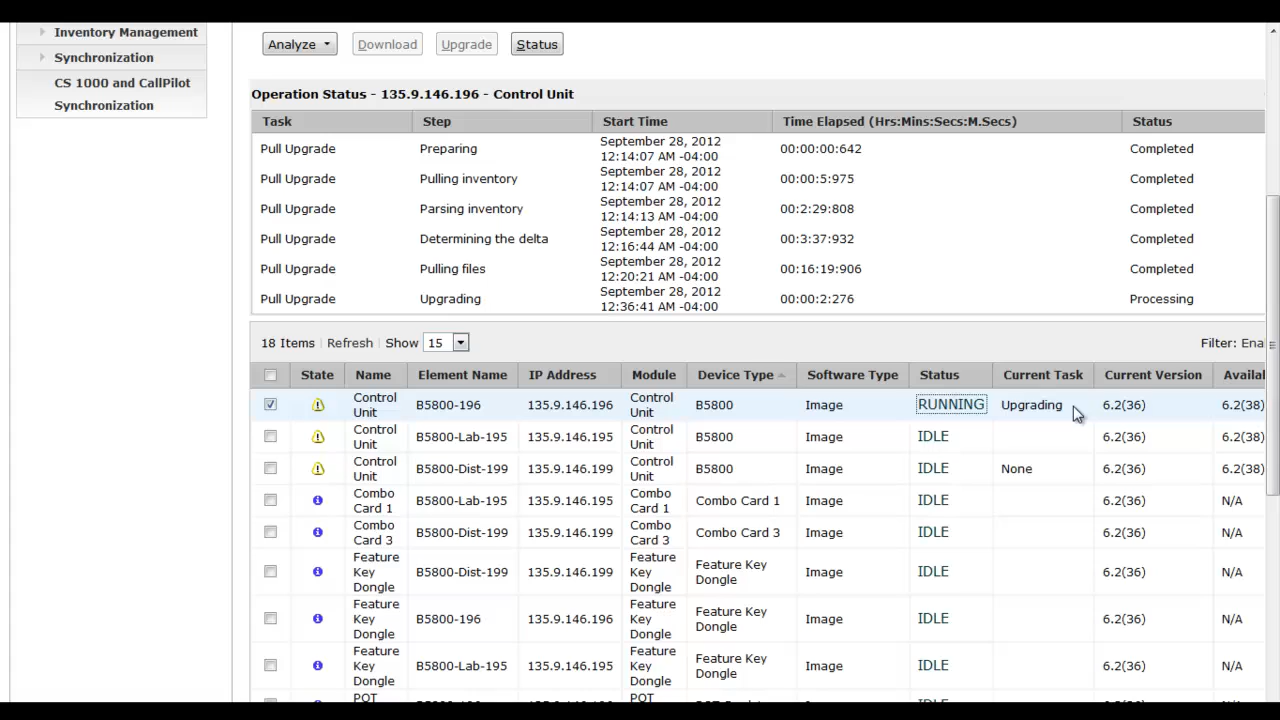 Inventory Management
Synchronization
CS 1000 and CallPilot
Synchronization
Analyze Download Upgrade Status
Operation Status - 135.9.146.196 - Control Unit
Task Step Start Time Time Elapsed (Hrs:Mins:Secs:M.Secs) Status
Pull Upgrade Preparing September 28, 2012 12:14:07 AM -04:00 00:00:00:642 Completed
Pull Upgrade Pulling inventory September 28, 2012 12:14:07 AM -04:00 00:00:5:975 Completed
Pull Upgrade Parsing inventory September 28, 2012 12:14:13 AM -04:00 00:2:29:808 Completed
Pull Upgrade Determining the delta September 28, 2012 12:16:44 AM -04:00 00:3:37:932 Completed
Pull Upgrade Pulling files September 28, 2012 12:20:21 AM -04:00 00:16:19:906 Completed
Pull Upgrade Upgrading September 28, 2012 12:36:41 AM -04:00 00:00:2:276 Processing
18 Items Refresh Show 15 Filter: Ena
State Name Element Name IP Address Module Device Type Software Type Status Current Task Current Version Availal
Control Unit B5800-196 135.9.146.196 Control Unit B5800 Image RUNNING Upgrading 6.2(36) 6.2(38)
Control Unit B5800-Lab-195 135.9.146.195 Control Unit B5800 Image IDLE 6.2(36) 6.2(38)
Control Unit B5800-Dist-199 135.9.146.199 Control Unit B5800 Image IDLE None 6.2(36) 6.2(38)
Combo Card 1 B5800-Lab-195 135.9.146.195 Combo Card 1 Combo Card 1 Image IDLE 6.2(36) N/A
Combo Card 3 B5800-Dist-199 135.9.146.199 Combo Card 3 Combo Card 3 Image IDLE 6.2(36) N/A
Feature Key Dongle B5800-Dist-199 135.9.146.199 Feature Key Dongle Feature Key Dongle Image IDLE 6.2(36) N/A
Feature Key Dongle B5800-196 135.9.146.196 Feature Key Dongle Feature Key Dongle Image IDLE 6.2(36) N/A
Feature Key Dongle B5800-Lab-195 135.9.146.195 Feature Key Dongle Feature Key Dongle Image IDLE 6.2(36) N/A
POT POT